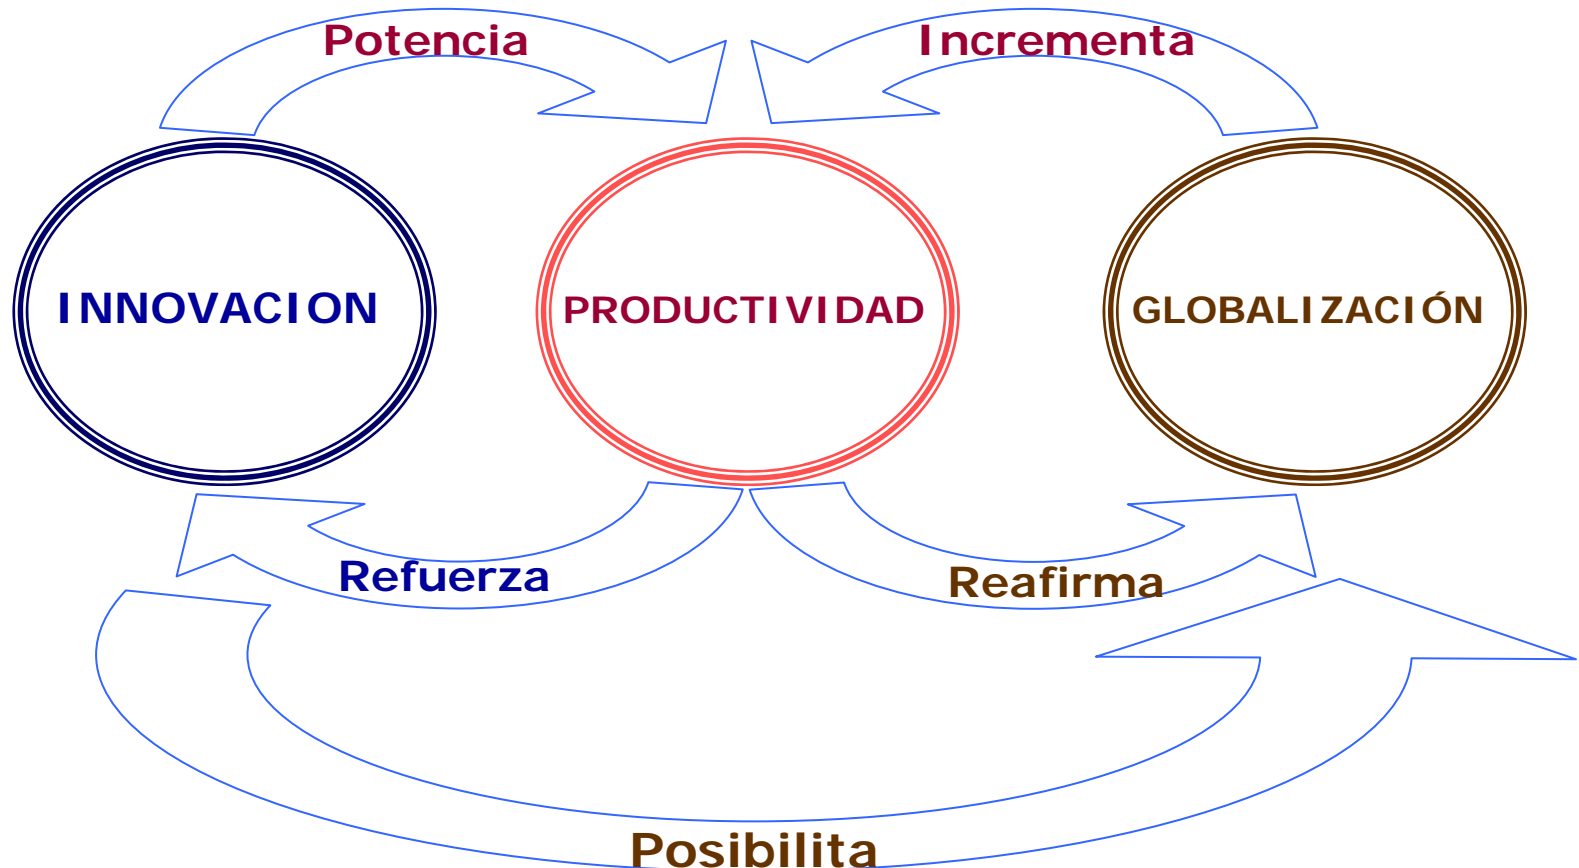 Potencia
Incrementa
INNOVACION
PRODUCTIVIDAD
GLOBALIZACIÓN
Refuerza
Reafirma
Posibilita